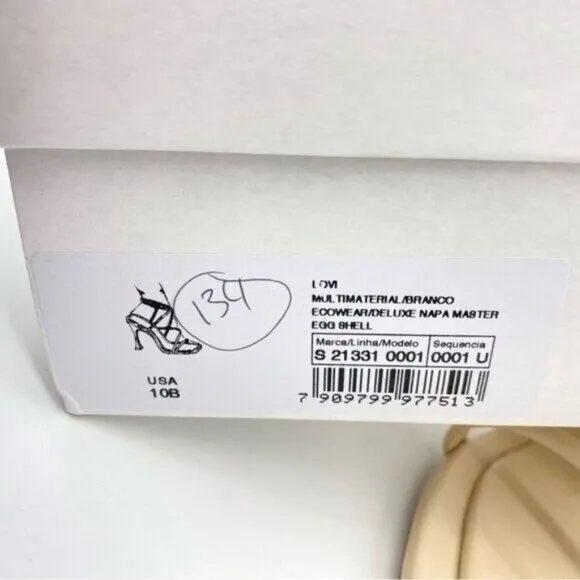 134
LOVI
MULTIMATERIAL/BRANCO
ECOWEAR/DELUXE NAPA MASTER
EGG SHELL
Marca/Linha/Modelo Sequencia
S 21331 0001 0001 U
7 909799 977513
USA
10B